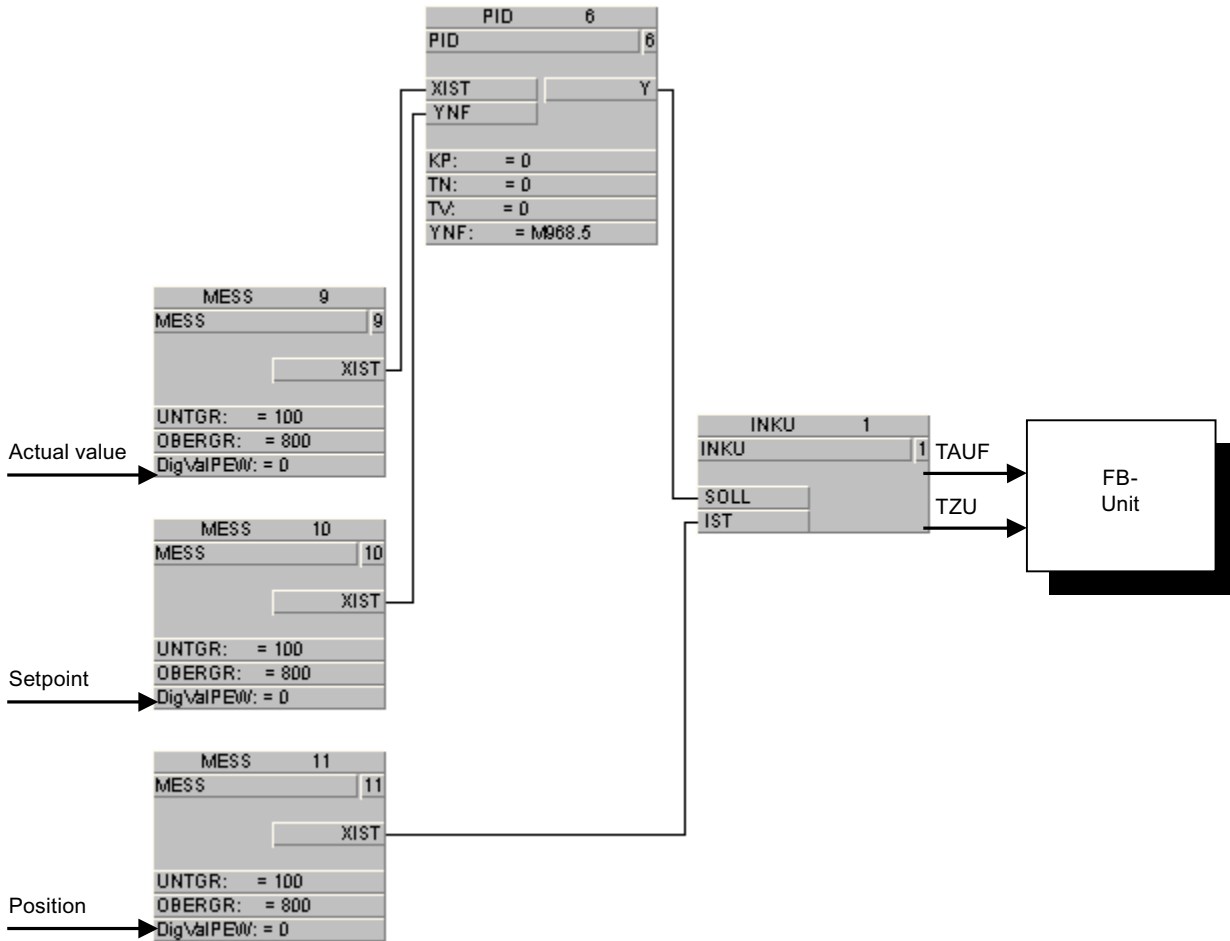 PID 6
PID 6
XIST Y
YNF
KP: = 0
TN: = 0
TV: = 0
YNF: = M968.5
MESS 9
MESS 9
XIST
UNTGR: = 100
OBERGR: = 800
Actual value
DigValPEW: = 0
MESS 10
MESS 10
XIST
UNTGR: = 100
OBERGR: = 800
Setpoint
DigValPEW: = 0
MESS 11
MESS 11
XIST
UNTGR: = 100
OBERGR: = 800
Position
DigValPEW: = 0
INKU 1
INKU 1
SOLL
IST
TAUF
TZU
FB-
Unit